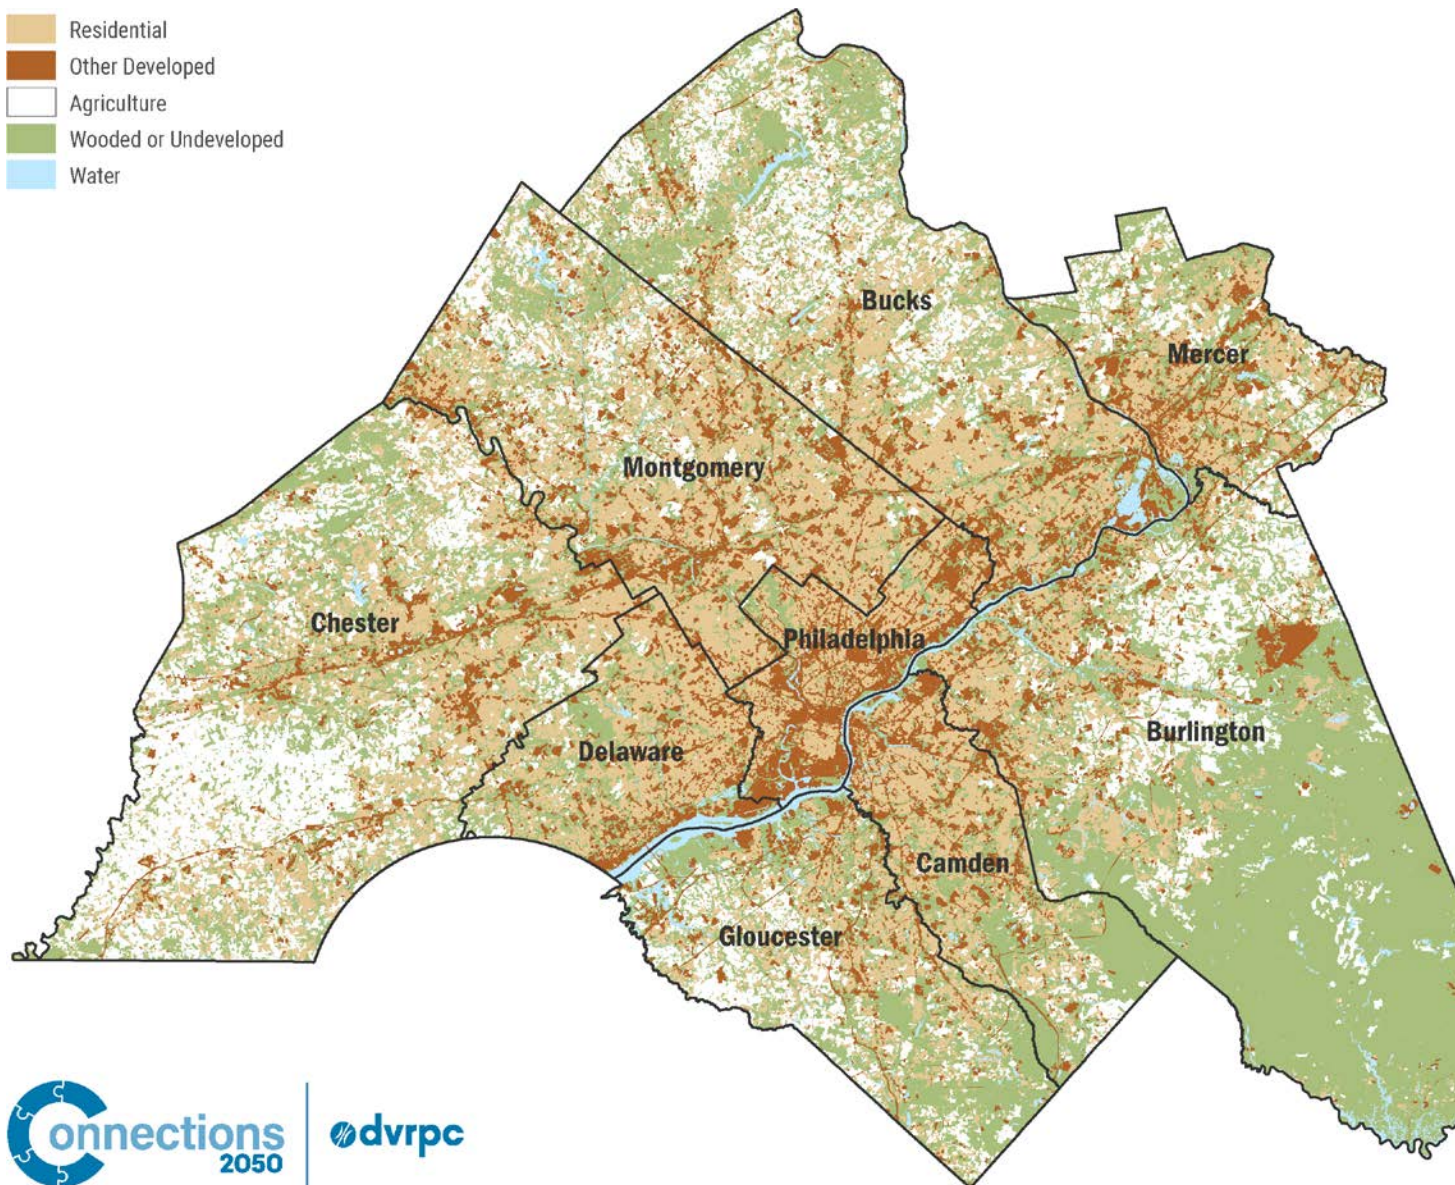 Residential
Other Developed
Agriculture
Wooded or Undeveloped
Water
Bucks
Mercer
Montgomery
Chester
Philadelphia
Burlington
Delaware
Camden
Gloucester
Connections
2050
dvrpc